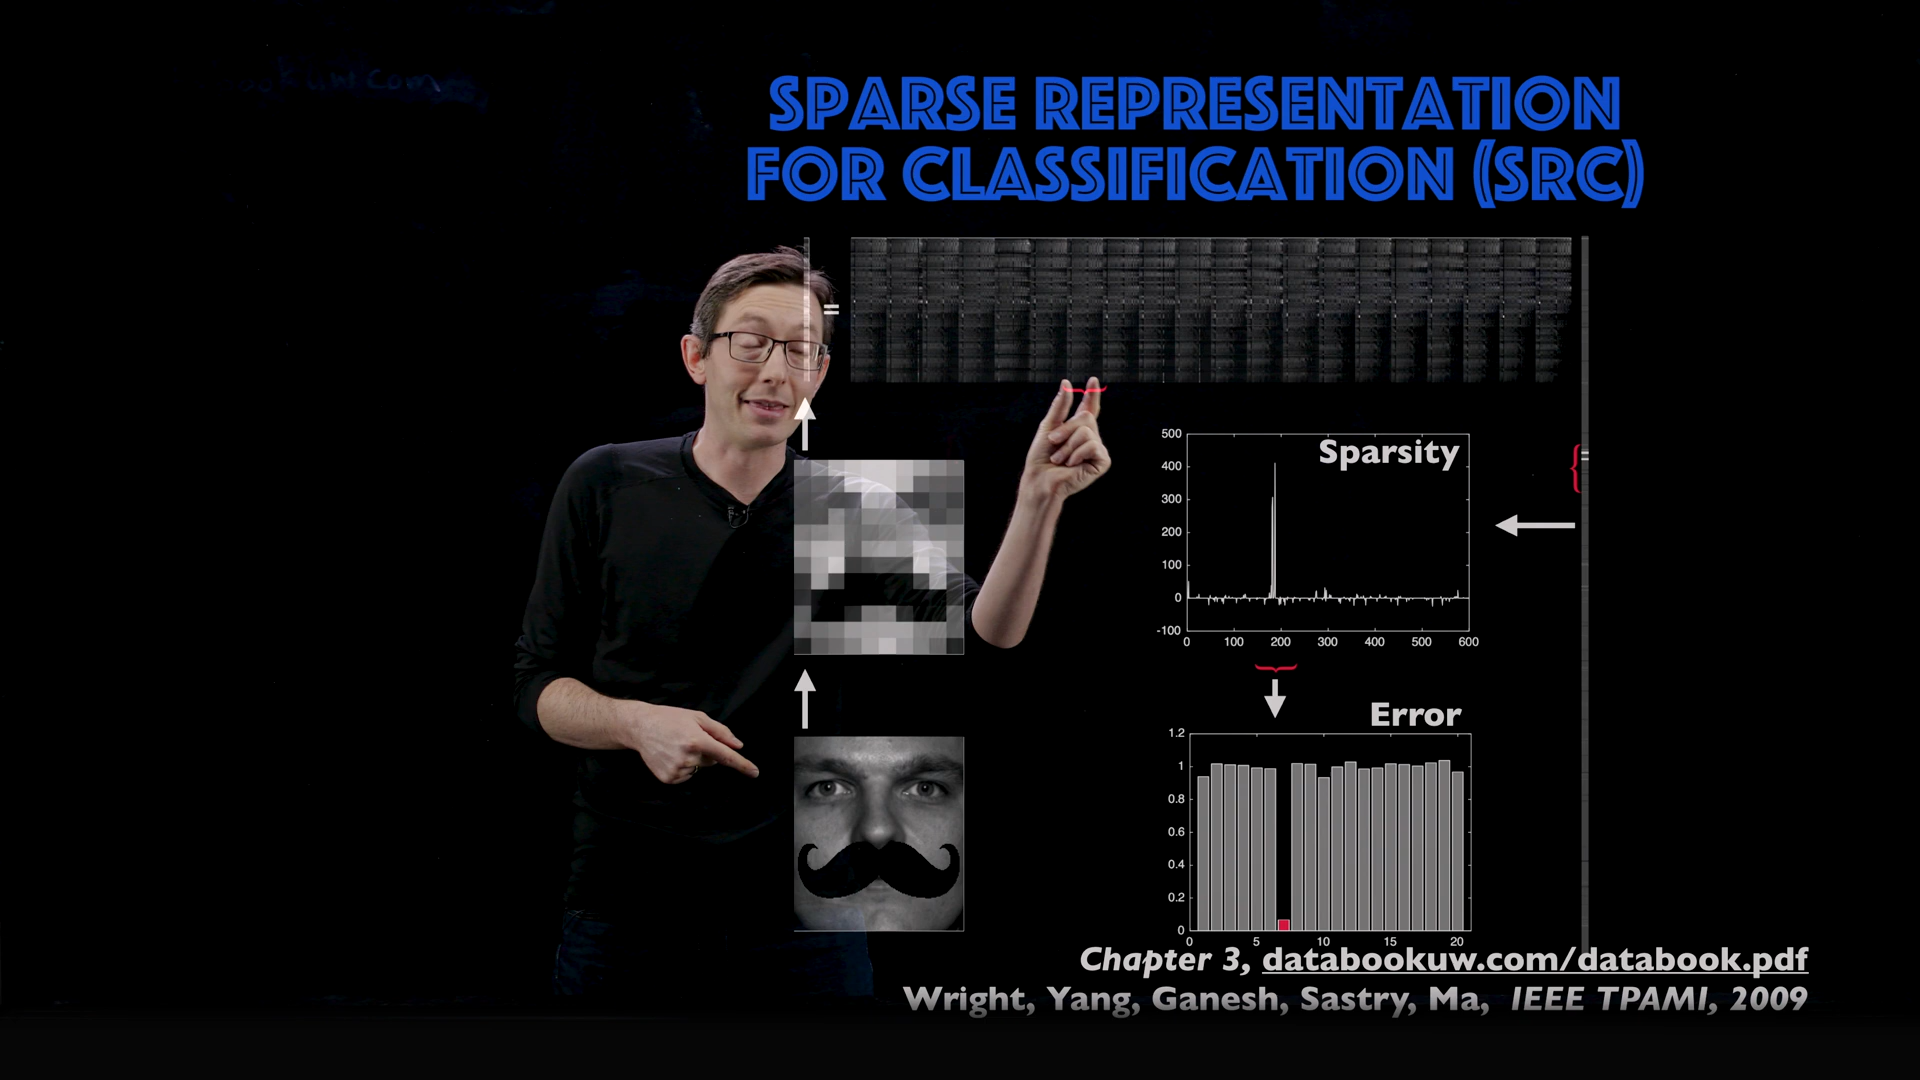 SPARSE REPRESENTATION
FOR CLASSIFICATION (SRC)
=
=
Sparsity
500
400
300
200
100
0
-100
0 100 200 300 400 500 600
Error
1.2
1
0.8
0.6
0.4
0.2
0
0 5 10 15 20
Chapter 3, databookuw.com/databook.pdf
Wright, Yang, Ganesh, Sastry, Ma, IEEE TPAMI, 2009